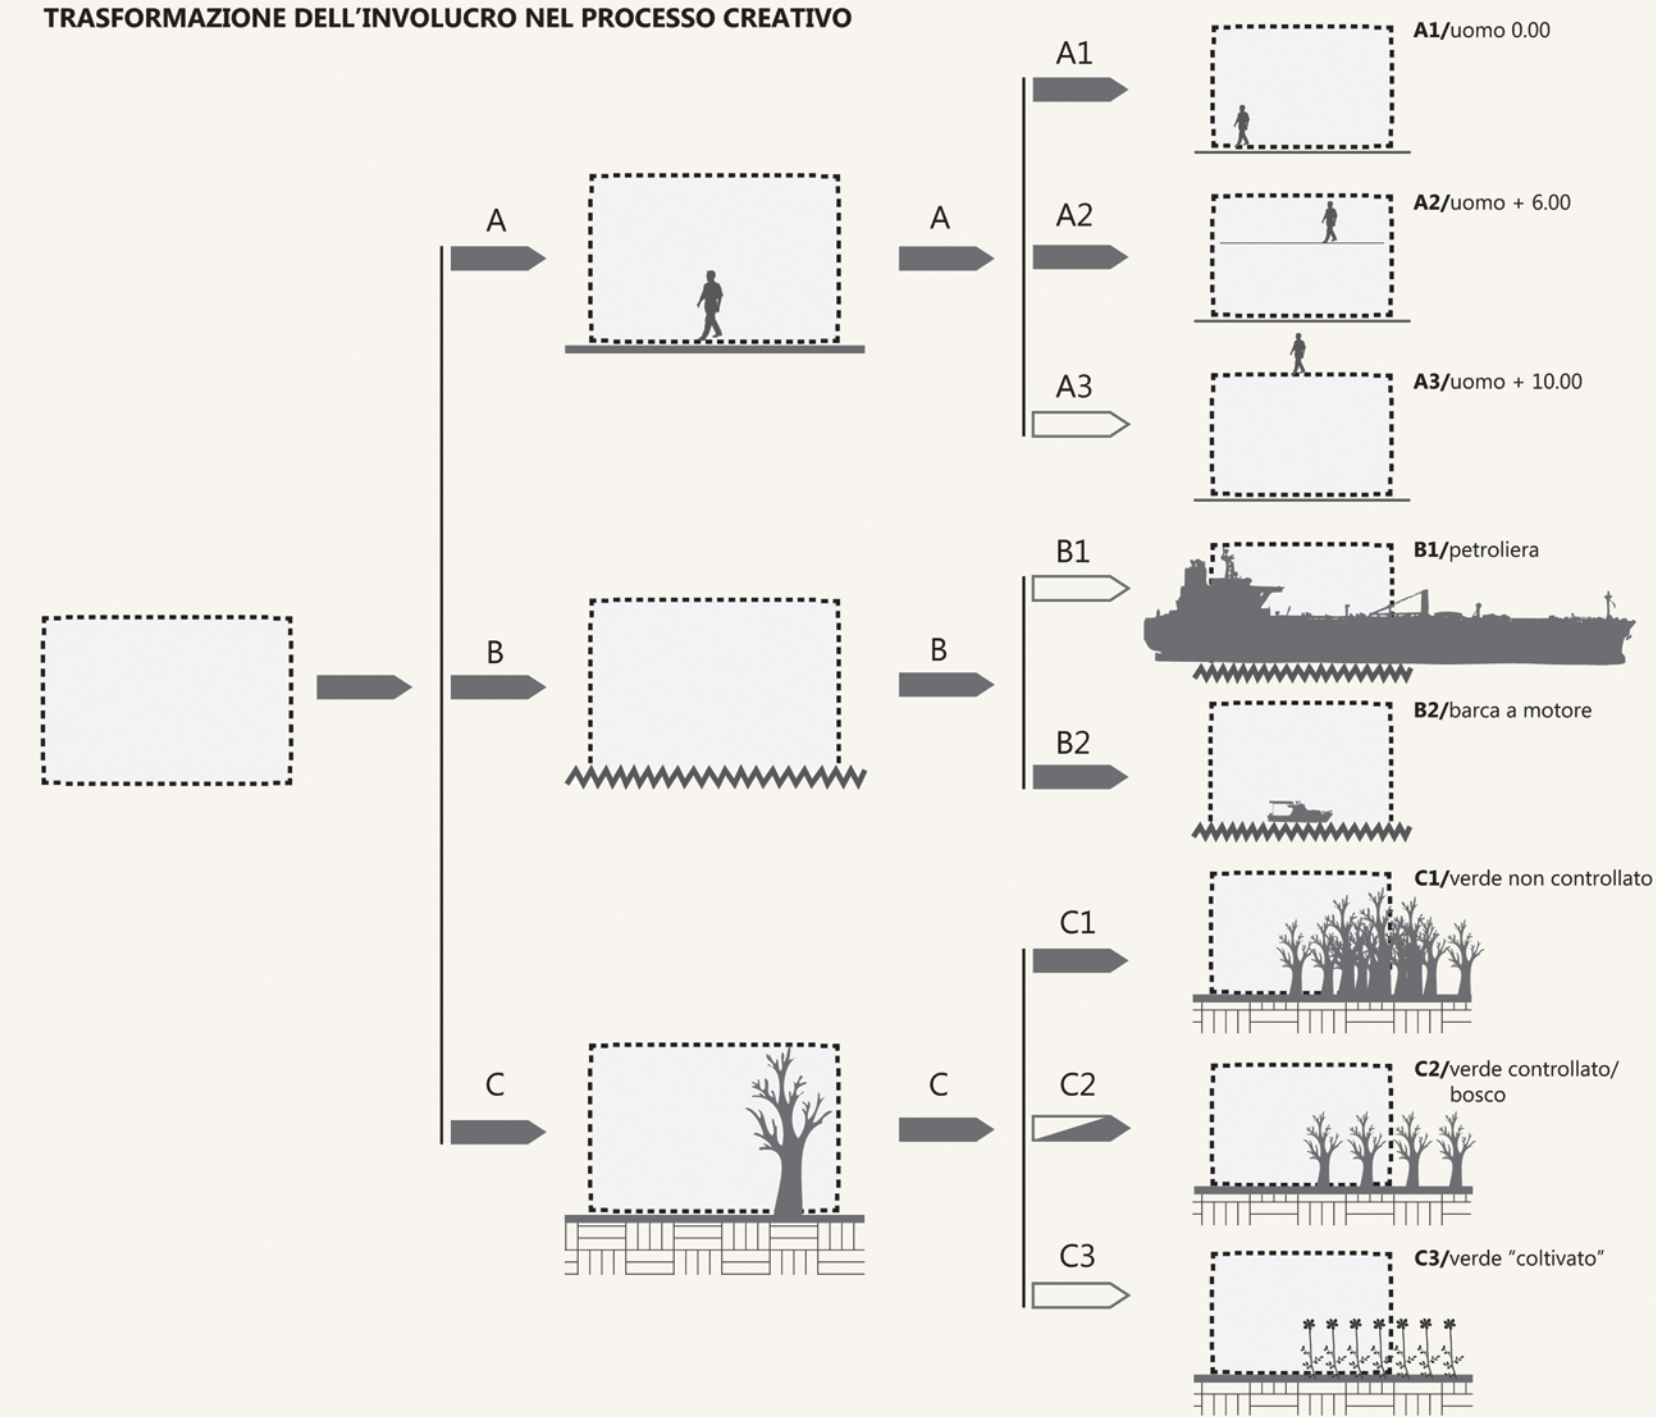 TRASFORMAZIONE DELL’INVOLUCRO NEL PROCESSO CREATIVO
A
B
C
A
B
C
A1
A1/uomo 0.00
A2
A2/uomo + 6.00
A3
A3/uomo + 10.00
B1
B1/petroliera
B2
B2/barca a motore
C1
C1/verde non controllato
C2
C2/verde controllato/
bosco
C3
C3/verde “coltivato”